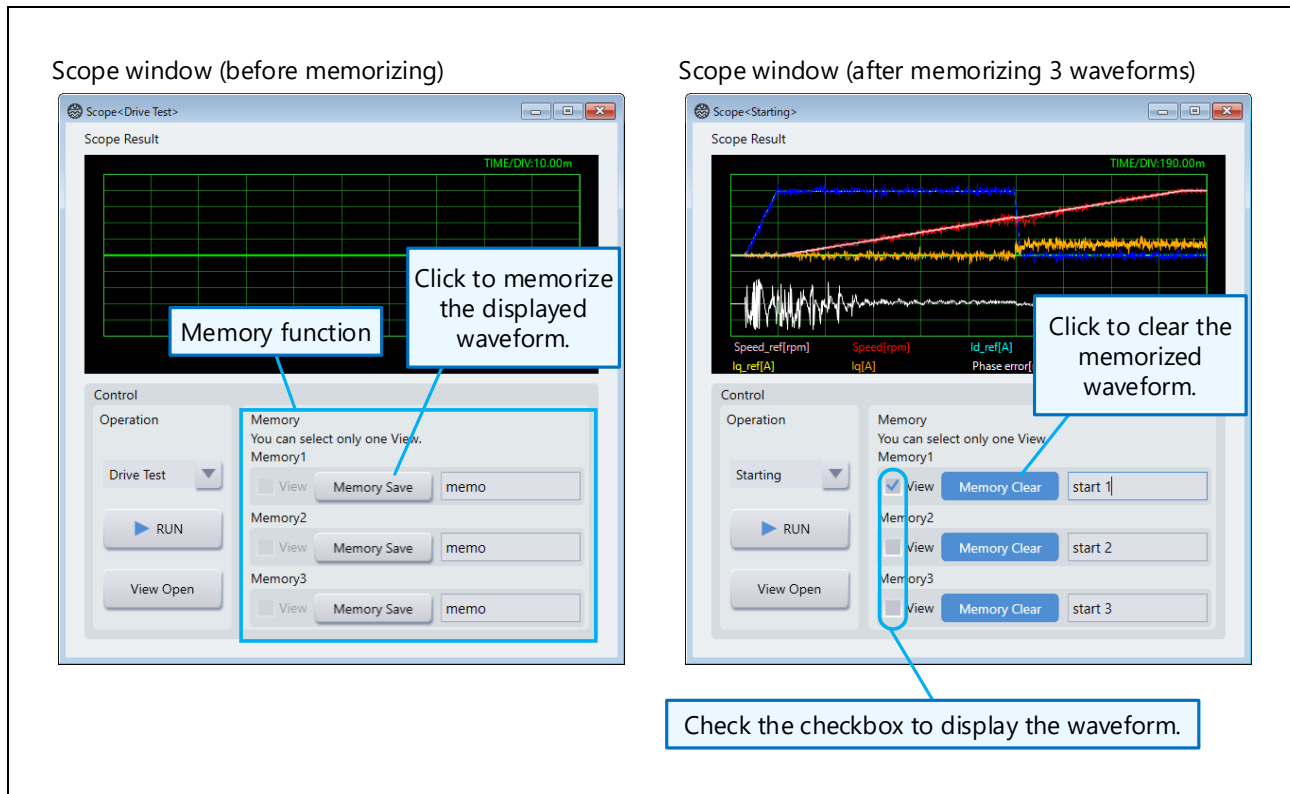 Scope window (before memorizing)
Scope<Drive Test>
Scope Result
TIME/DIV:10.00m
Click to memorize
the displayed
waveform.
Memory function
Control
Operation
Drive Test
RUN
View Open
Memory
You can select only one View.
Memory1
View Memory Save memo
Memory2
View Memory Save memo
Memory3
View Memory Save memo
Scope window (after memorizing 3 waveforms)
Scope<Starting>
Scope Result
TIME/DIV:190.00m
Speed_ref[rpm] Speed[rpm] Id_ref[A]
Iq_ref[A] Iq[A] Phase error[
Click to clear the
memorized
waveform.
Control
Operation
Starting
RUN
View Open
Memory
You can select only one View
Memory1
View Memory Clear start 1
Memory2
View Memory Clear start 2
Memory3
View Memory Clear start 3
Check the checkbox to display the waveform.